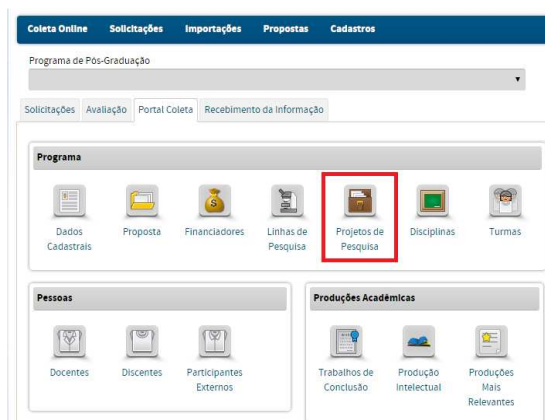 Coleta Online Solicitações Importações Propostas Cadastros
Programa de Pós-Graduação
Solicitações Avaliação Portal Coleta Recebimento da Informação
Programa
Dados Cadastrais
Proposta
Financiadores
Linhas de Pesquisa
Projetos de Pesquisa
Disciplinas
Turmas
Pessoas
Docentes
Discentes
Participantes Externos
Produções Acadêmicas
Trabalhos de Conclusão
Produção Intelectual
Produções Mais Relevantes